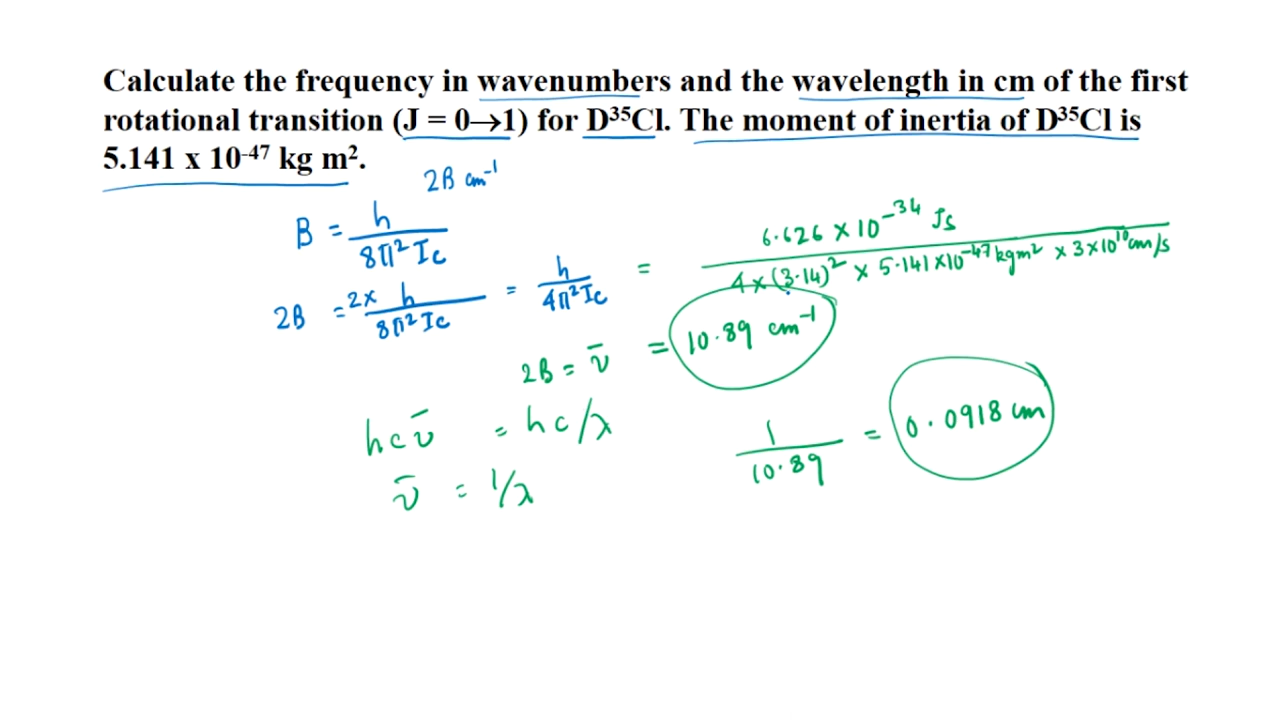 Calculate the frequency in wavenumbers and the wavelength in cm of the first
rotational transition (J = 0→1) for D³⁵Cl. The moment of inertia of D³⁵Cl is
5.141 x 10⁻⁴⁷ kg m².
2B cm⁻¹
B = h / 8π²Ic
2B = 2x h / 8π²Ic = h / 4π²Ic = 6.626 × 10⁻³⁴ Js / 4 × (3.14)² × 5.141 × 10⁻⁴⁷ kgm² × 3×10¹⁰ cm/s
2B = ν̄ = 10.89 cm⁻¹
hcν̄ = hc/λ
1 / 10.89 = 0.0918 cm
ν̄ = 1/λ